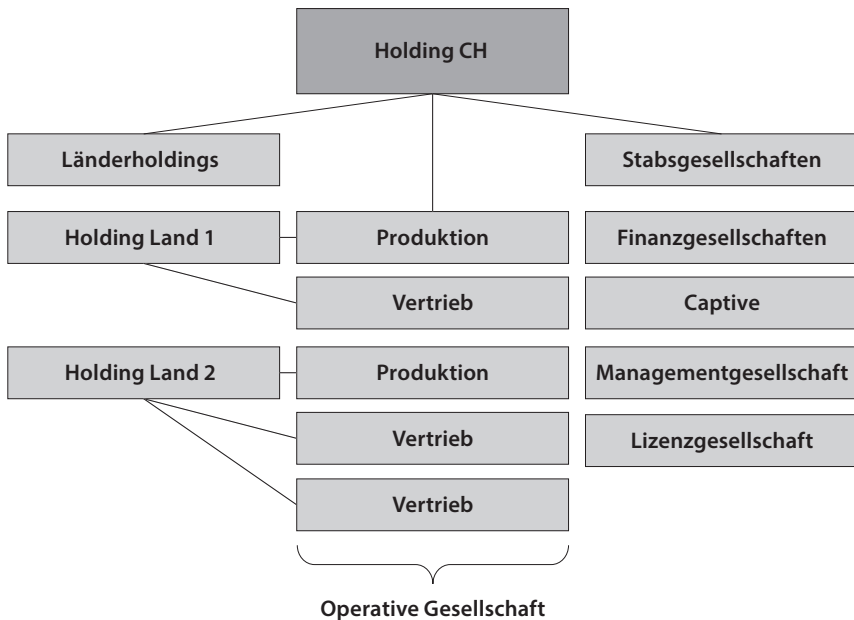 Holding CH
Länderholdings
Stabsgesellschaften
Holding Land 1
Produktion
Finanzgesellschaften
Vertrieb
Captive
Holding Land 2
Produktion
Managementgesellschaft
Vertrieb
Lizenzgesellschaft
Vertrieb
Operative Gesellschaft